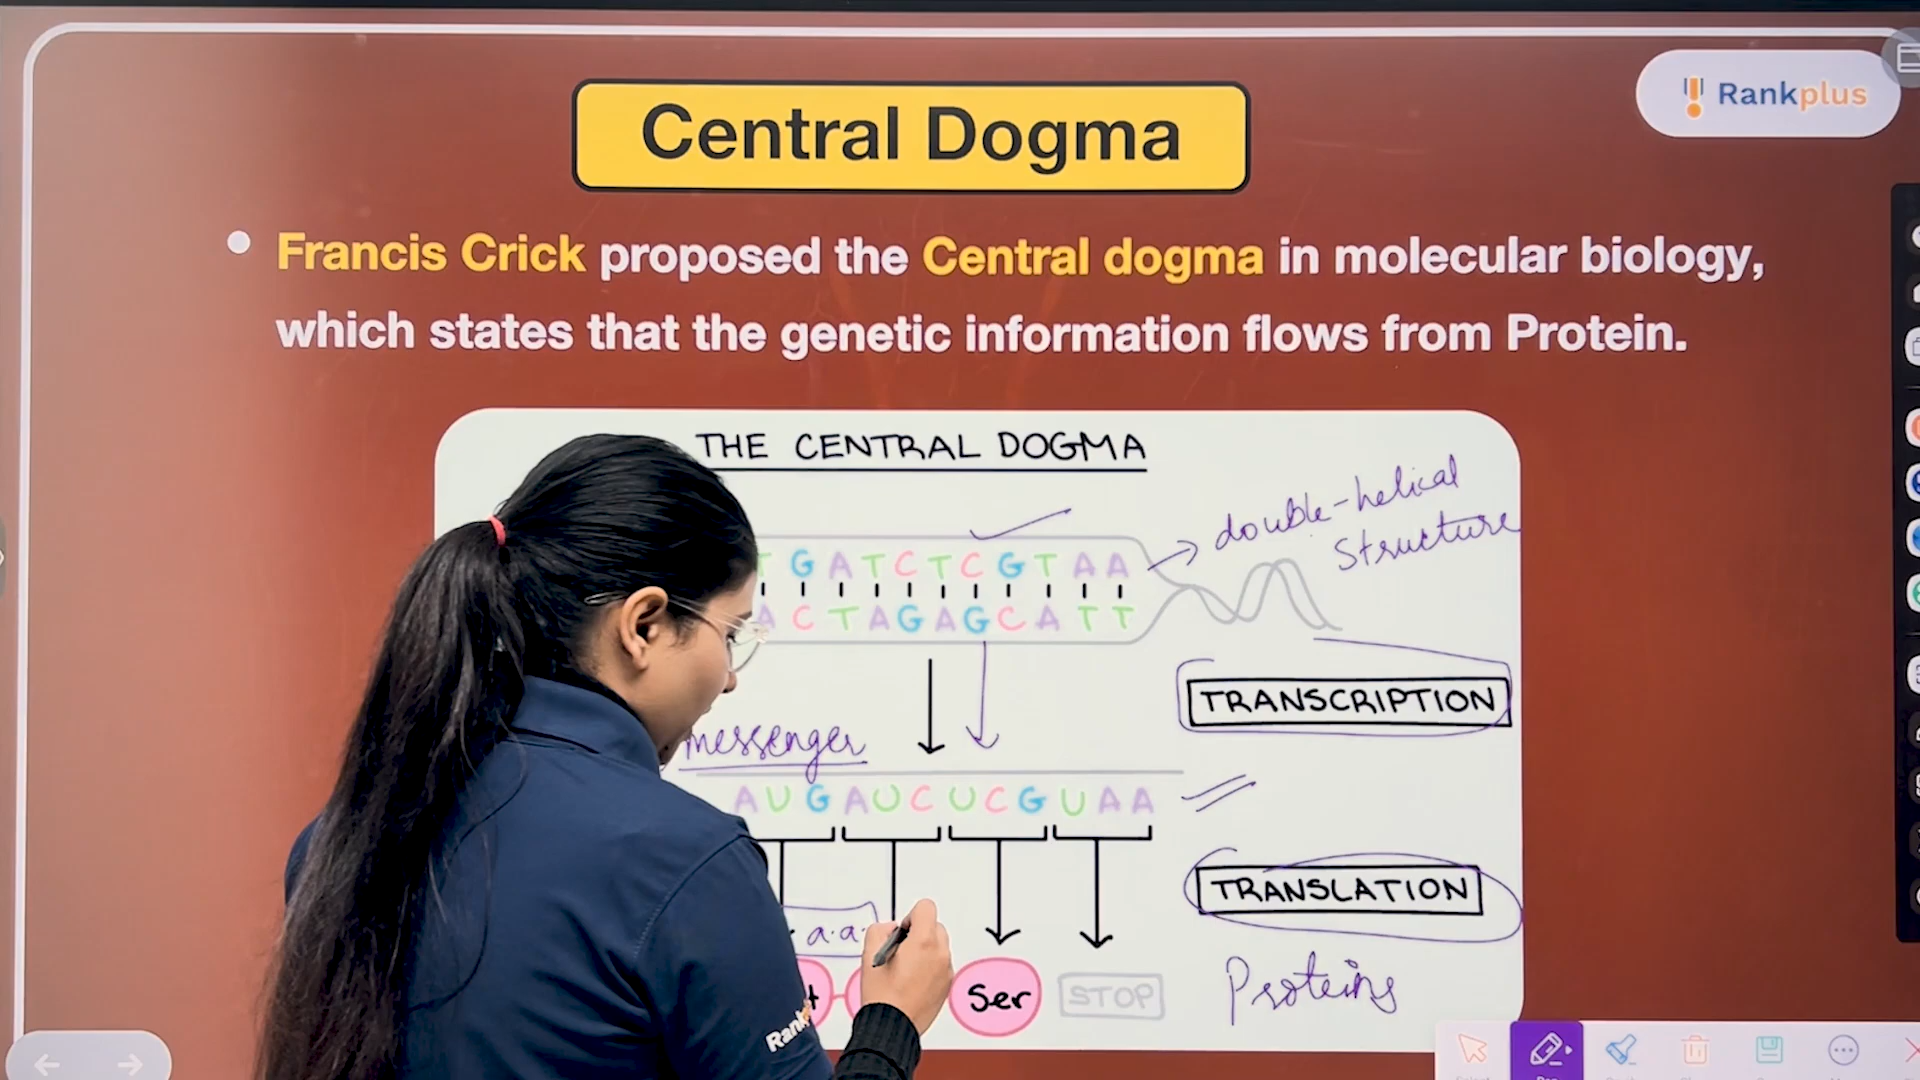 Central Dogma
Rankplus
Francis Crick proposed the Central dogma in molecular biology,
which states that the genetic information flows from Protein.
THE CENTRAL DOGMA
double-helical
Structure
T G A T C T C G T A A
A C T A G A G C A T T
TRANSCRIPTION
messenger
A U G A U C U C G U A A
TRANSLATION
a.a.
Ser
STOP
Proteins